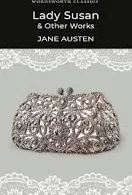 WORDSWORTH CLASSICS
Lady Susan
& Other Works
JANE AUSTEN